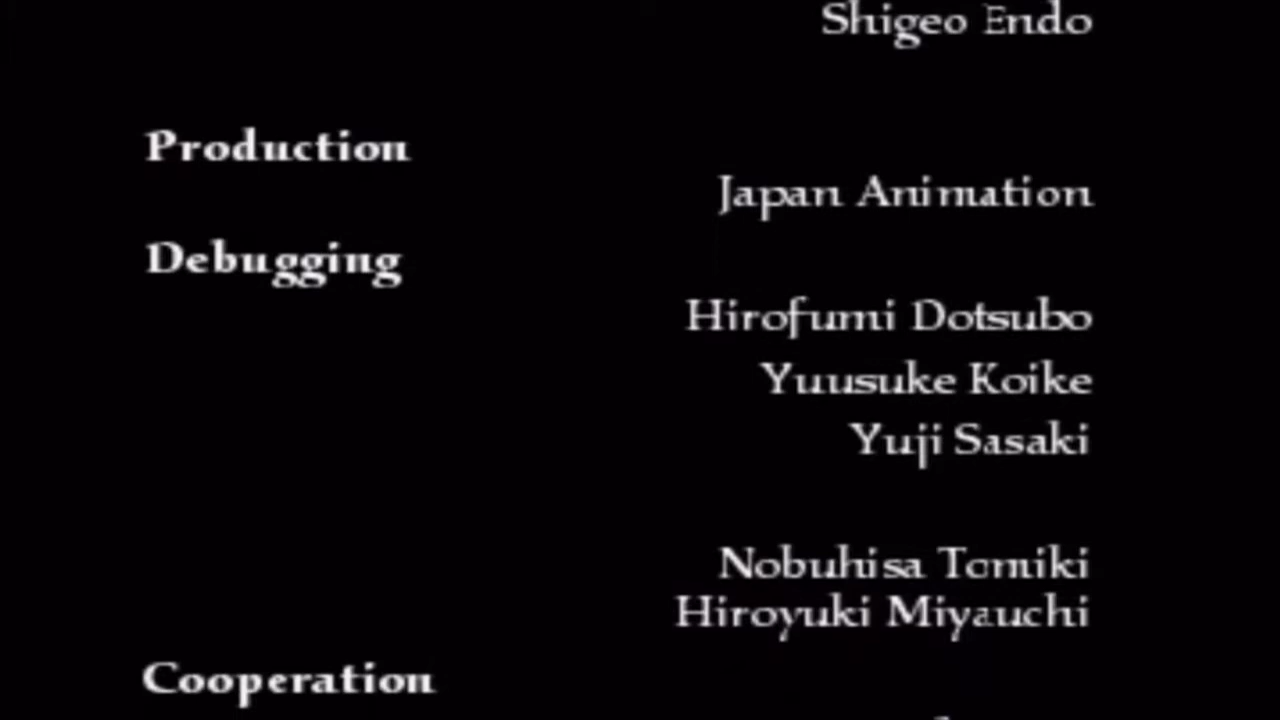 Shigeo Endo
Production
Japan Animation
Debugging
Hirofumi Dotsubo
Yuusuke Koike
Yuji Sasaki
Nobuhisa Tomiki
Hiroyuki Miyauchi
Cooperation